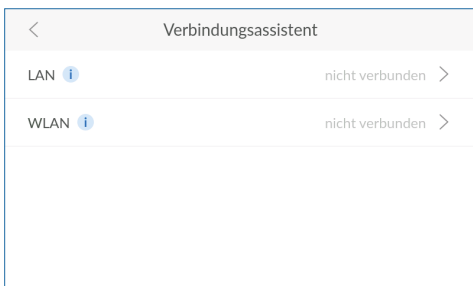 Verbindungsassistent
LAN i nicht verbunden
WLAN i nicht verbunden